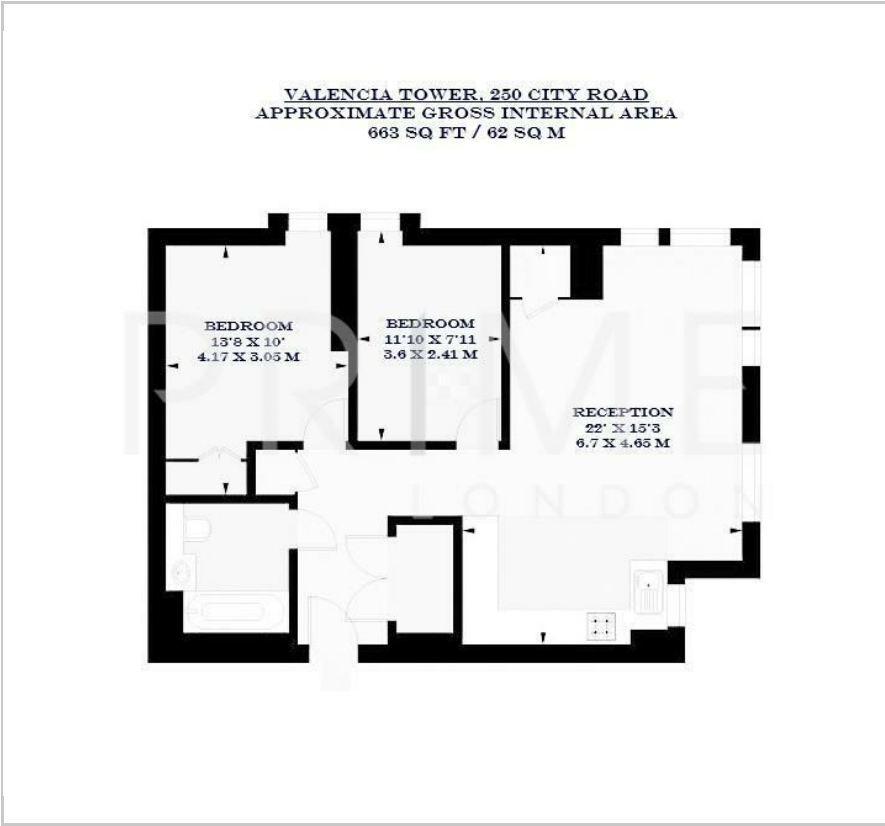 VALENCIA TOWER, 250 CITY ROAD
APPROXIMATE GROSS INTERNAL AREA
663 SQ FT / 62 SQ M
BEDROOM
13'8 X 10'
4.17 X 3.05 M
BEDROOM
11'10 X 7'11
3.6 X 2.41 M
RECEPTION
22' X 15'3
6.7 X 4.65 M
PRIME
LONDON